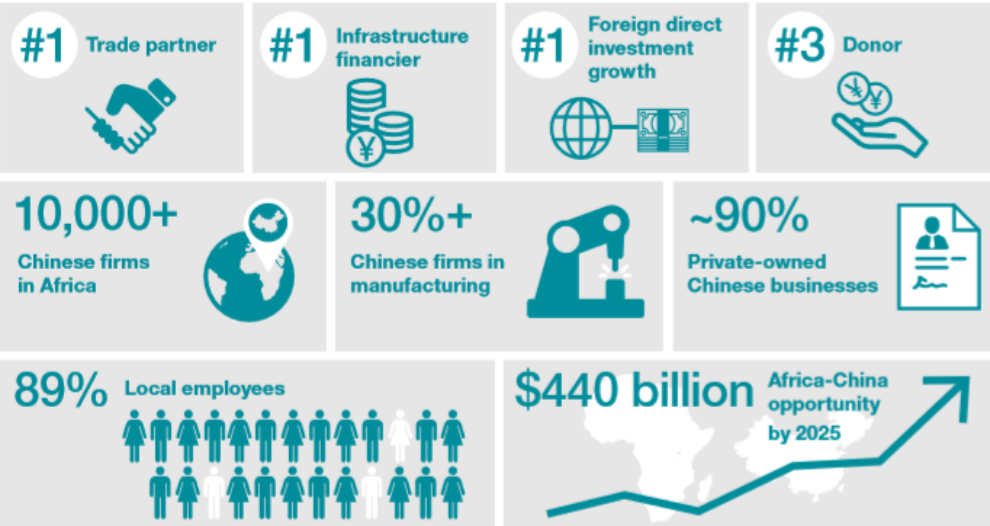 #1 Trade partner
#1 Infrastructure
financier
¥
#1 Foreign direct
investment
growth
#3 Donor
¥ ¥
10,000+
Chinese firms
in Africa
30%+
Chinese firms in
manufacturing
~90%
Private-owned
Chinese businesses
89% Local employees
$440 billion Africa-China
opportunity
by 2025